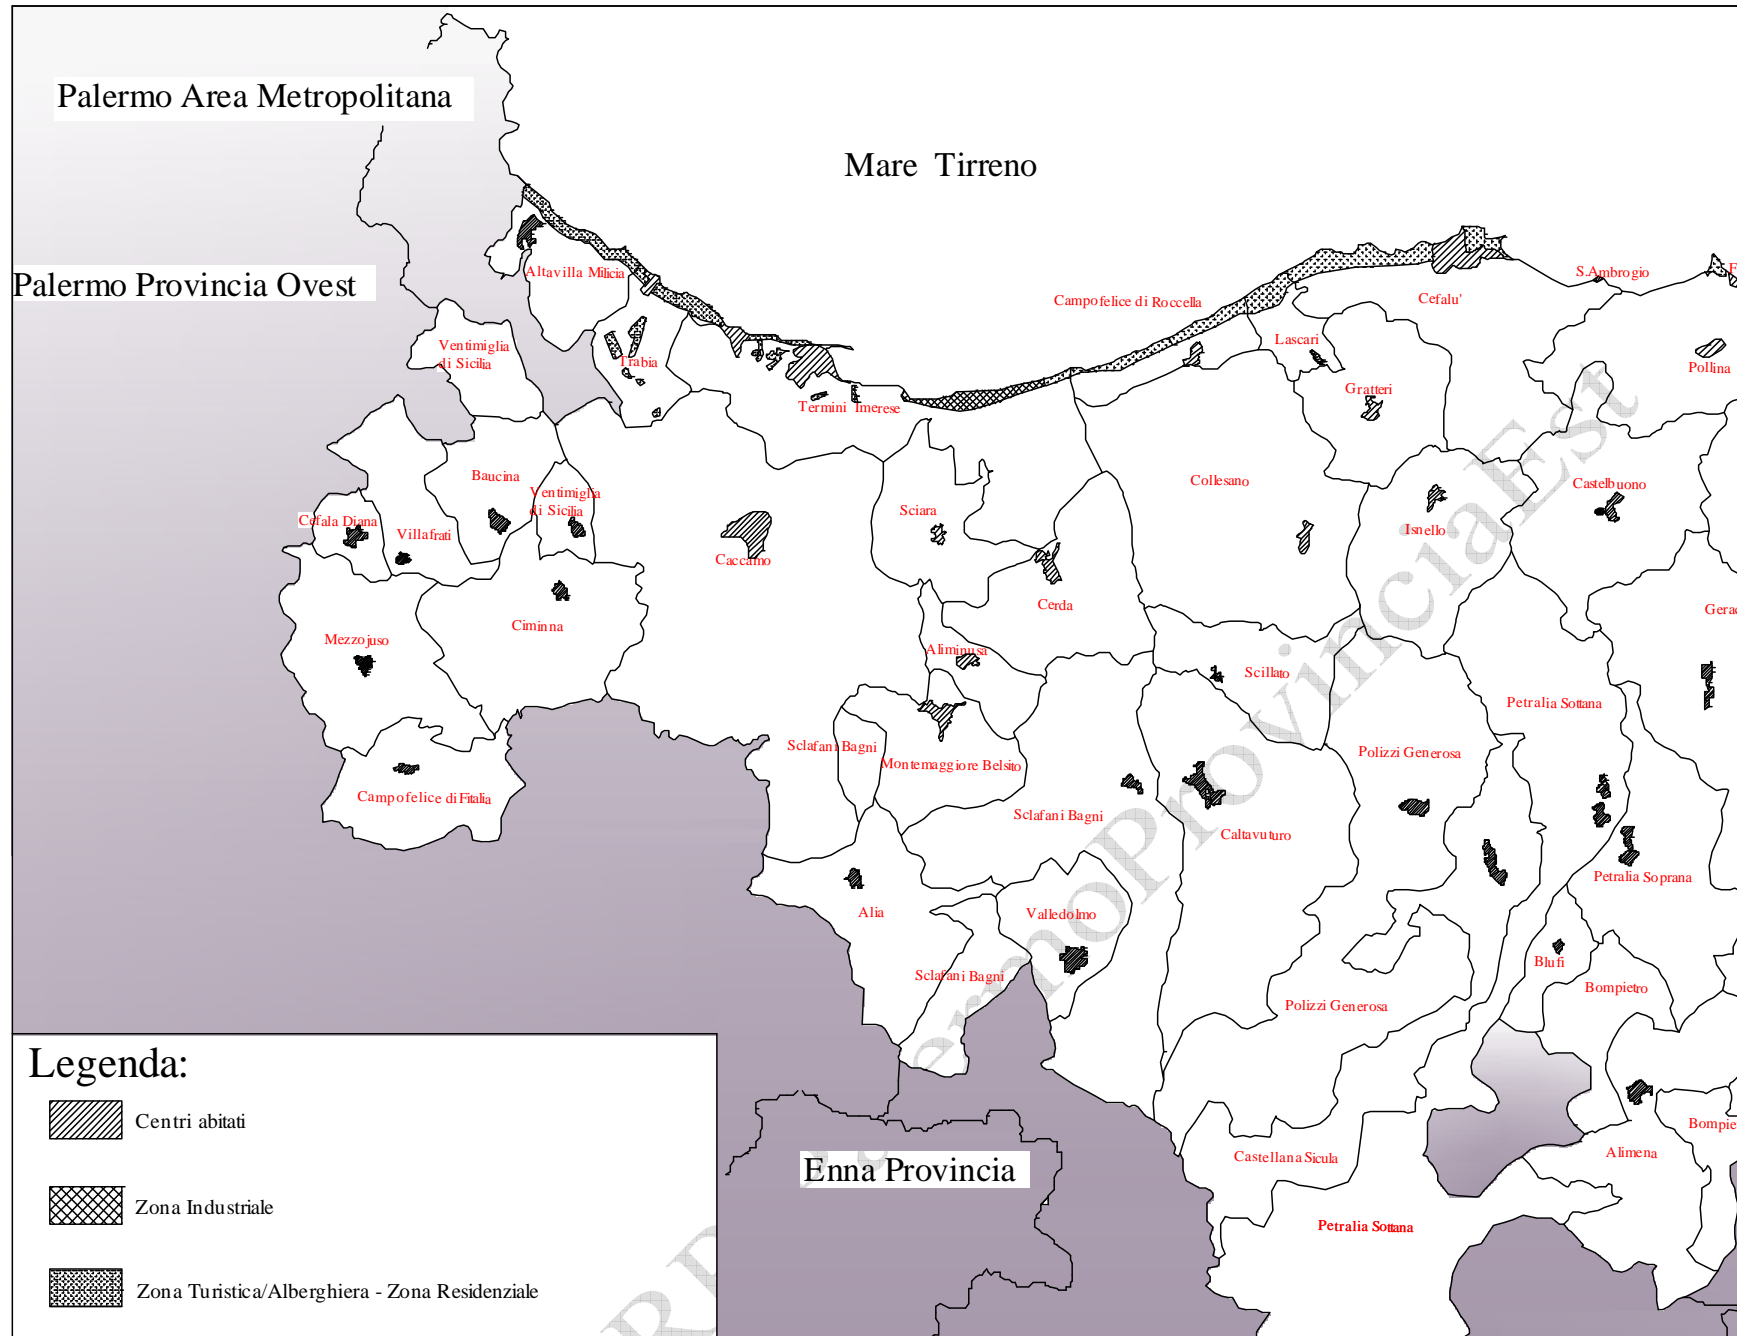 Palermo Area Metropolitana
Mare Tirreno
Palermo Provincia Ovest
Altavilla Milicia
S.Ambrogio
Campofelice di Roccella
Cefalu'
Ventimiglia
di Sicilia
Trabia
Lascari
Pollina
Gratteri
Termini Imerese
Baucina
Ventimiglia
di Sicilia
Collesano
Castelbuono
Cefala Diana
Villafrati
Sciara
Isnello
Caccamo
Cerda
Gerac
Ciminna
Mezzojuso
Aliminusa
Scillato
Petralia Sottana
Sclafani Bagni
Montemaggiore Belsito
Polizzi Generosa
Campofelice di Fitalia
Sclafani Bagni
Caltavuturo
Petralia Soprana
Alia
Valledolmo
Blufi
Sclafani Bagni
Bompietro
Polizzi Generosa
Bompie
Alimena
Castellana Sicula
Enna Provincia
Petralia Sottana
Legenda:
Centri abitati
Zona Industriale
Zona Turistica/Alberghiera - Zona Residenziale
ermoProvinciaEst